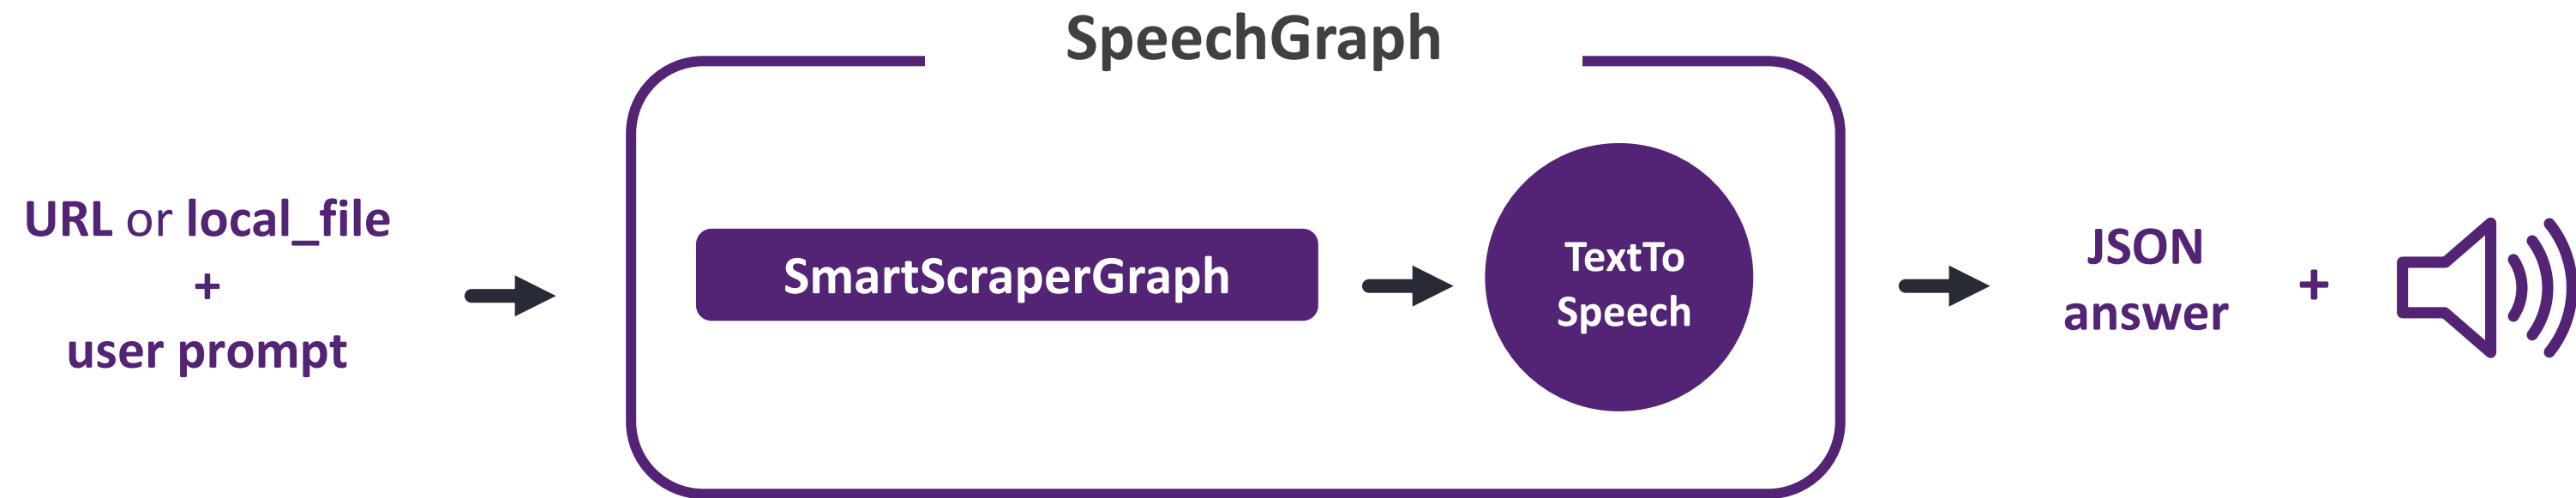 SpeechGraph
URL or local_file
+
user prompt
SmartScraperGraph
TextTo
Speech
JSON
answer
+